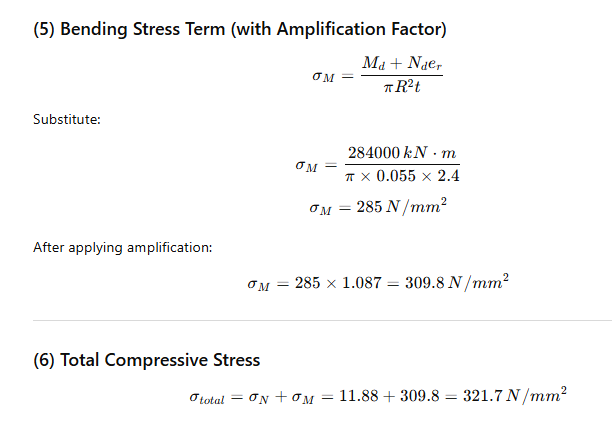 (5) Bending Stress Term (with Amplification Factor)
σ_M = (M_d + N_d e_r) / (πR²t)
Substitute:
σ_M = (284000 kN · m) / (π × 0.055 × 2.4)
σ_M = 285 N/mm²
After applying amplification:
σ_M = 285 × 1.087 = 309.8 N/mm²
(6) Total Compressive Stress
σ_total = σ_N + σ_M = 11.88 + 309.8 = 321.7 N/mm²